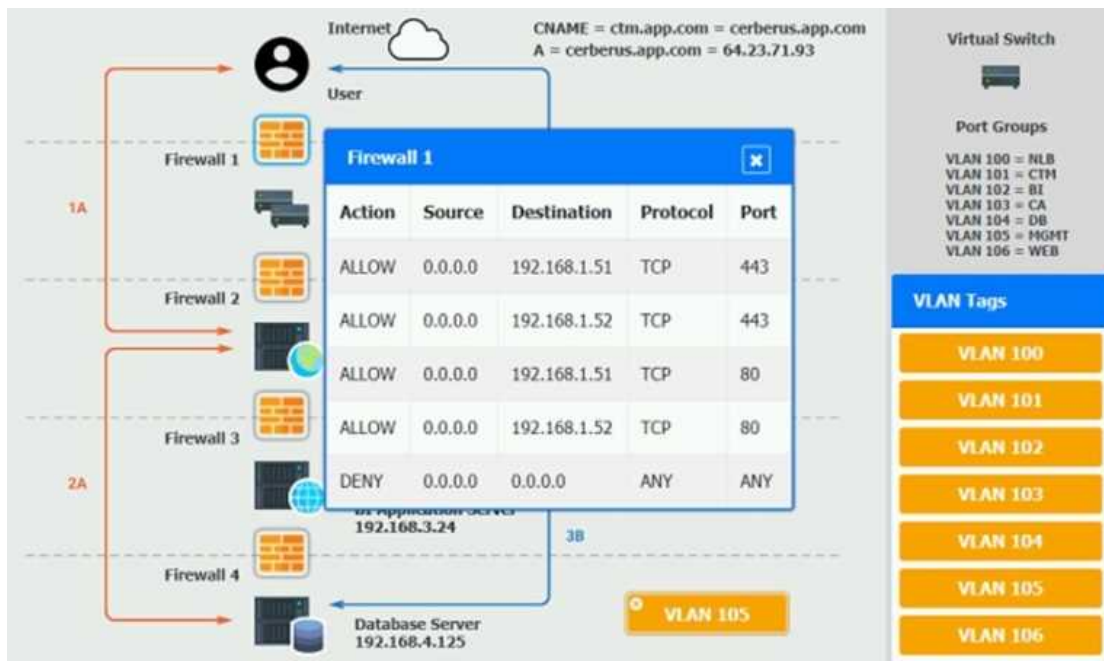 Internet
CNAME = ctm.app.com = cerberus.app.com
A = cerberus.app.com = 64.23.71.93
User
Firewall 1
1A
Firewall 2
Firewall 3
2A
BI Application Server
192.168.3.24
3B
Firewall 4
Database Server
192.168.4.125
VLAN 105
Firewall 1
Action Source Destination Protocol Port
ALLOW 0.0.0.0 192.168.1.51 TCP 443
ALLOW 0.0.0.0 192.168.1.52 TCP 443
ALLOW 0.0.0.0 192.168.1.51 TCP 80
ALLOW 0.0.0.0 192.168.1.52 TCP 80
DENY 0.0.0.0 0.0.0.0 ANY ANY
Virtual Switch
Port Groups
VLAN 100 = NLB
VLAN 101 = CTM
VLAN 102 = BI
VLAN 103 = CA
VLAN 104 = DB
VLAN 105 = MGMT
VLAN 106 = WEB
VLAN Tags
VLAN 100
VLAN 101
VLAN 102
VLAN 103
VLAN 104
VLAN 105
VLAN 106